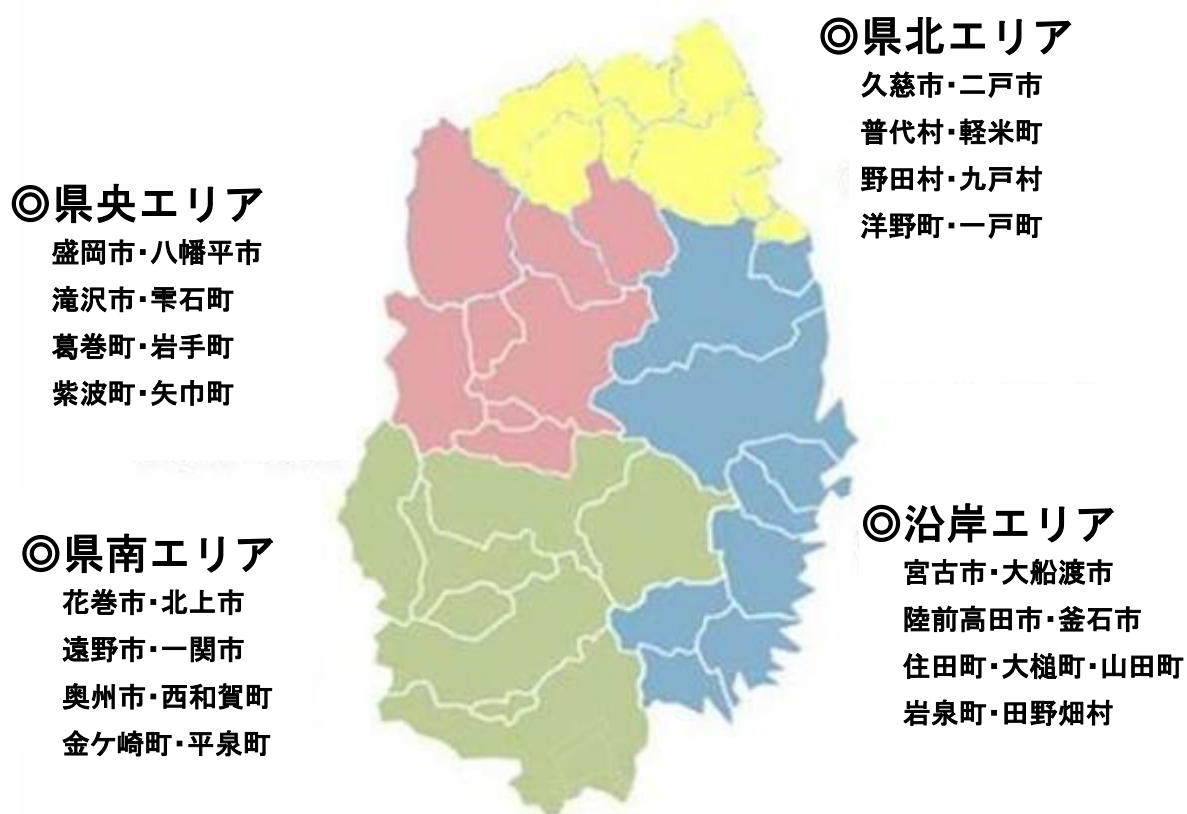 ◎県北エリア
久慈市・二戸市
普代村・軽米町
野田村・九戸村
洋野町・一戸町
◎県央エリア
盛岡市・八幡平市
滝沢市・雫石町
葛巻町・岩手町
紫波町・矢巾町
◎県南エリア
花巻市・北上市
遠野市・一関市
奥州市・西和賀町
金ケ崎町・平泉町
◎沿岸エリア
宮古市・大船渡市
陸前高田市・釜石市
住田町・大槌町・山田町
岩泉町・田野畑村